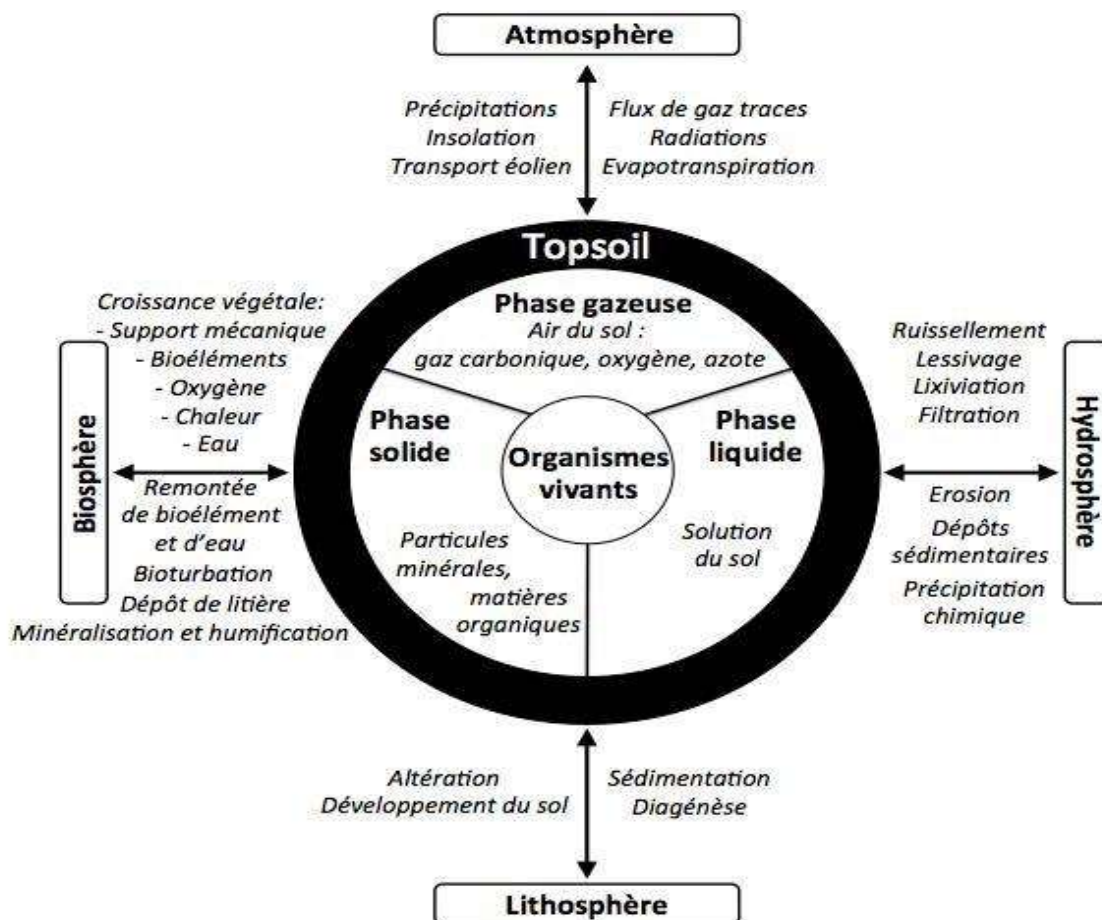 Atmosphère
Précipitations
Insolation
Transport éolien
Flux de gaz traces
Radiations
Evapotranspiration
Topsoil
Phase gazeuse
Air du sol :
gaz carbonique, oxygène, azote
Phase
solide
Particules
minérales,
matières
organiques
Organismes
vivants
Phase
liquide
Solution
du sol
Biosphère
Croissance végétale:
- Support mécanique
- Bioéléments
- Oxygène
- Chaleur
- Eau
Remontée
de bioélément
et d'eau
Bioturbation
Dépôt de litière
Minéralisation et humification
Ruissellement
Lessivage
Lixiviation
Filtration
Erosion
Dépôts
sédimentaires
Précipitation
chimique
Hydrosphère
Altération
Développement du sol
Sédimentation
Diagénèse
Lithosphère